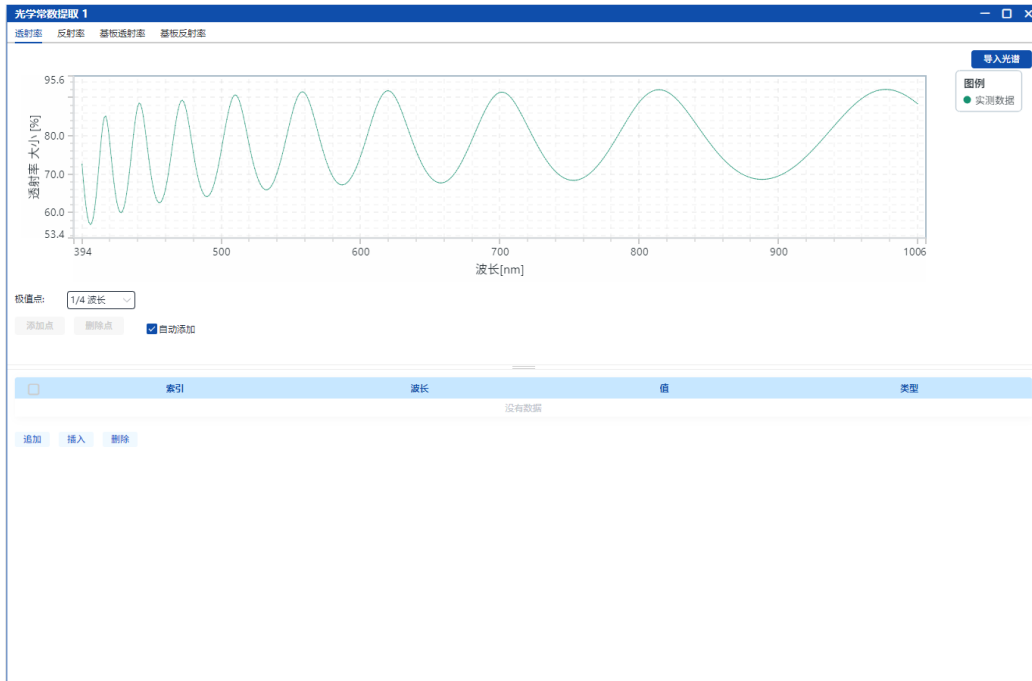 光学常数提取 1
透射率 反射率 基板透射率 基板反射率
导入光谱
图例
实测数据
透射率 大小 [%]
95.6
80.0
70.0
60.0
53.4
394 500 600 700 800 900 1006
波长[nm]
极值点: 1/4 波长
添加点 删除点 自动添加
索引 波长 值 类型
没有数据
追加 插入 删除